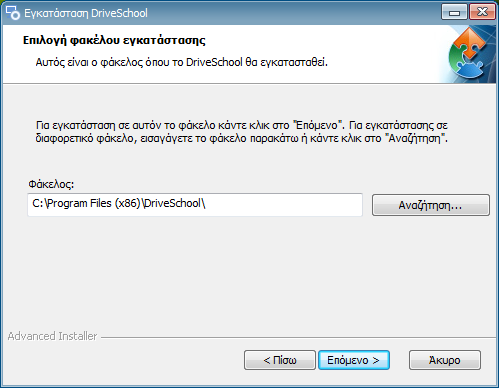 Εγκατάσταση DriveSchool
Επιλογή φακέλου εγκατάστασης
Αυτός είναι ο φάκελος όπου το DriveSchool θα εγκατασταθεί.
Για εγκατάσταση σε αυτόν το φάκελο κάντε κλικ στο "Επόμενο". Για εγκατάστασης σε
διαφορετικό φάκελο, εισαγάγετε το φάκελο παρακάτω ή κάντε κλικ στο "Αναζήτηση".
Φάκελος:
C:\Program Files (x86)\DriveSchool\
Αναζήτηση...
Advanced Installer
< Πίσω
Επόμενο >
Άκυρο